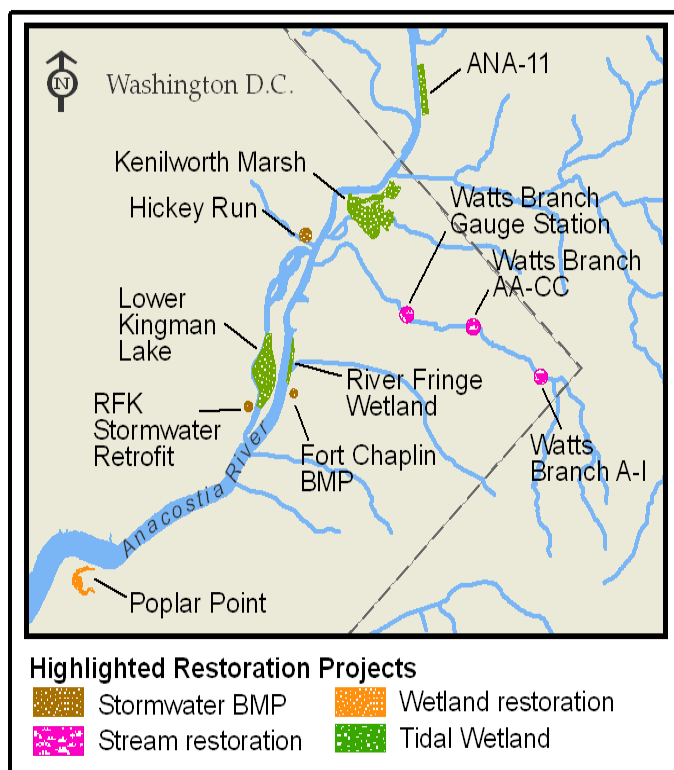 N
Washington D.C.
ANA-11
Kenilworth Marsh
Hickey Run
Watts Branch
Gauge Station
Watts Branch
AA-CC
Lower
Kingman
Lake
River Fringe
Wetland
RFK
Stormwater
Retrofit
Fort Chaplin
BMP
Watts
Branch A-I
Anacostia River
Poplar Point
Highlighted Restoration Projects
Stormwater BMP
Wetland restoration
Stream restoration
Tidal Wetland